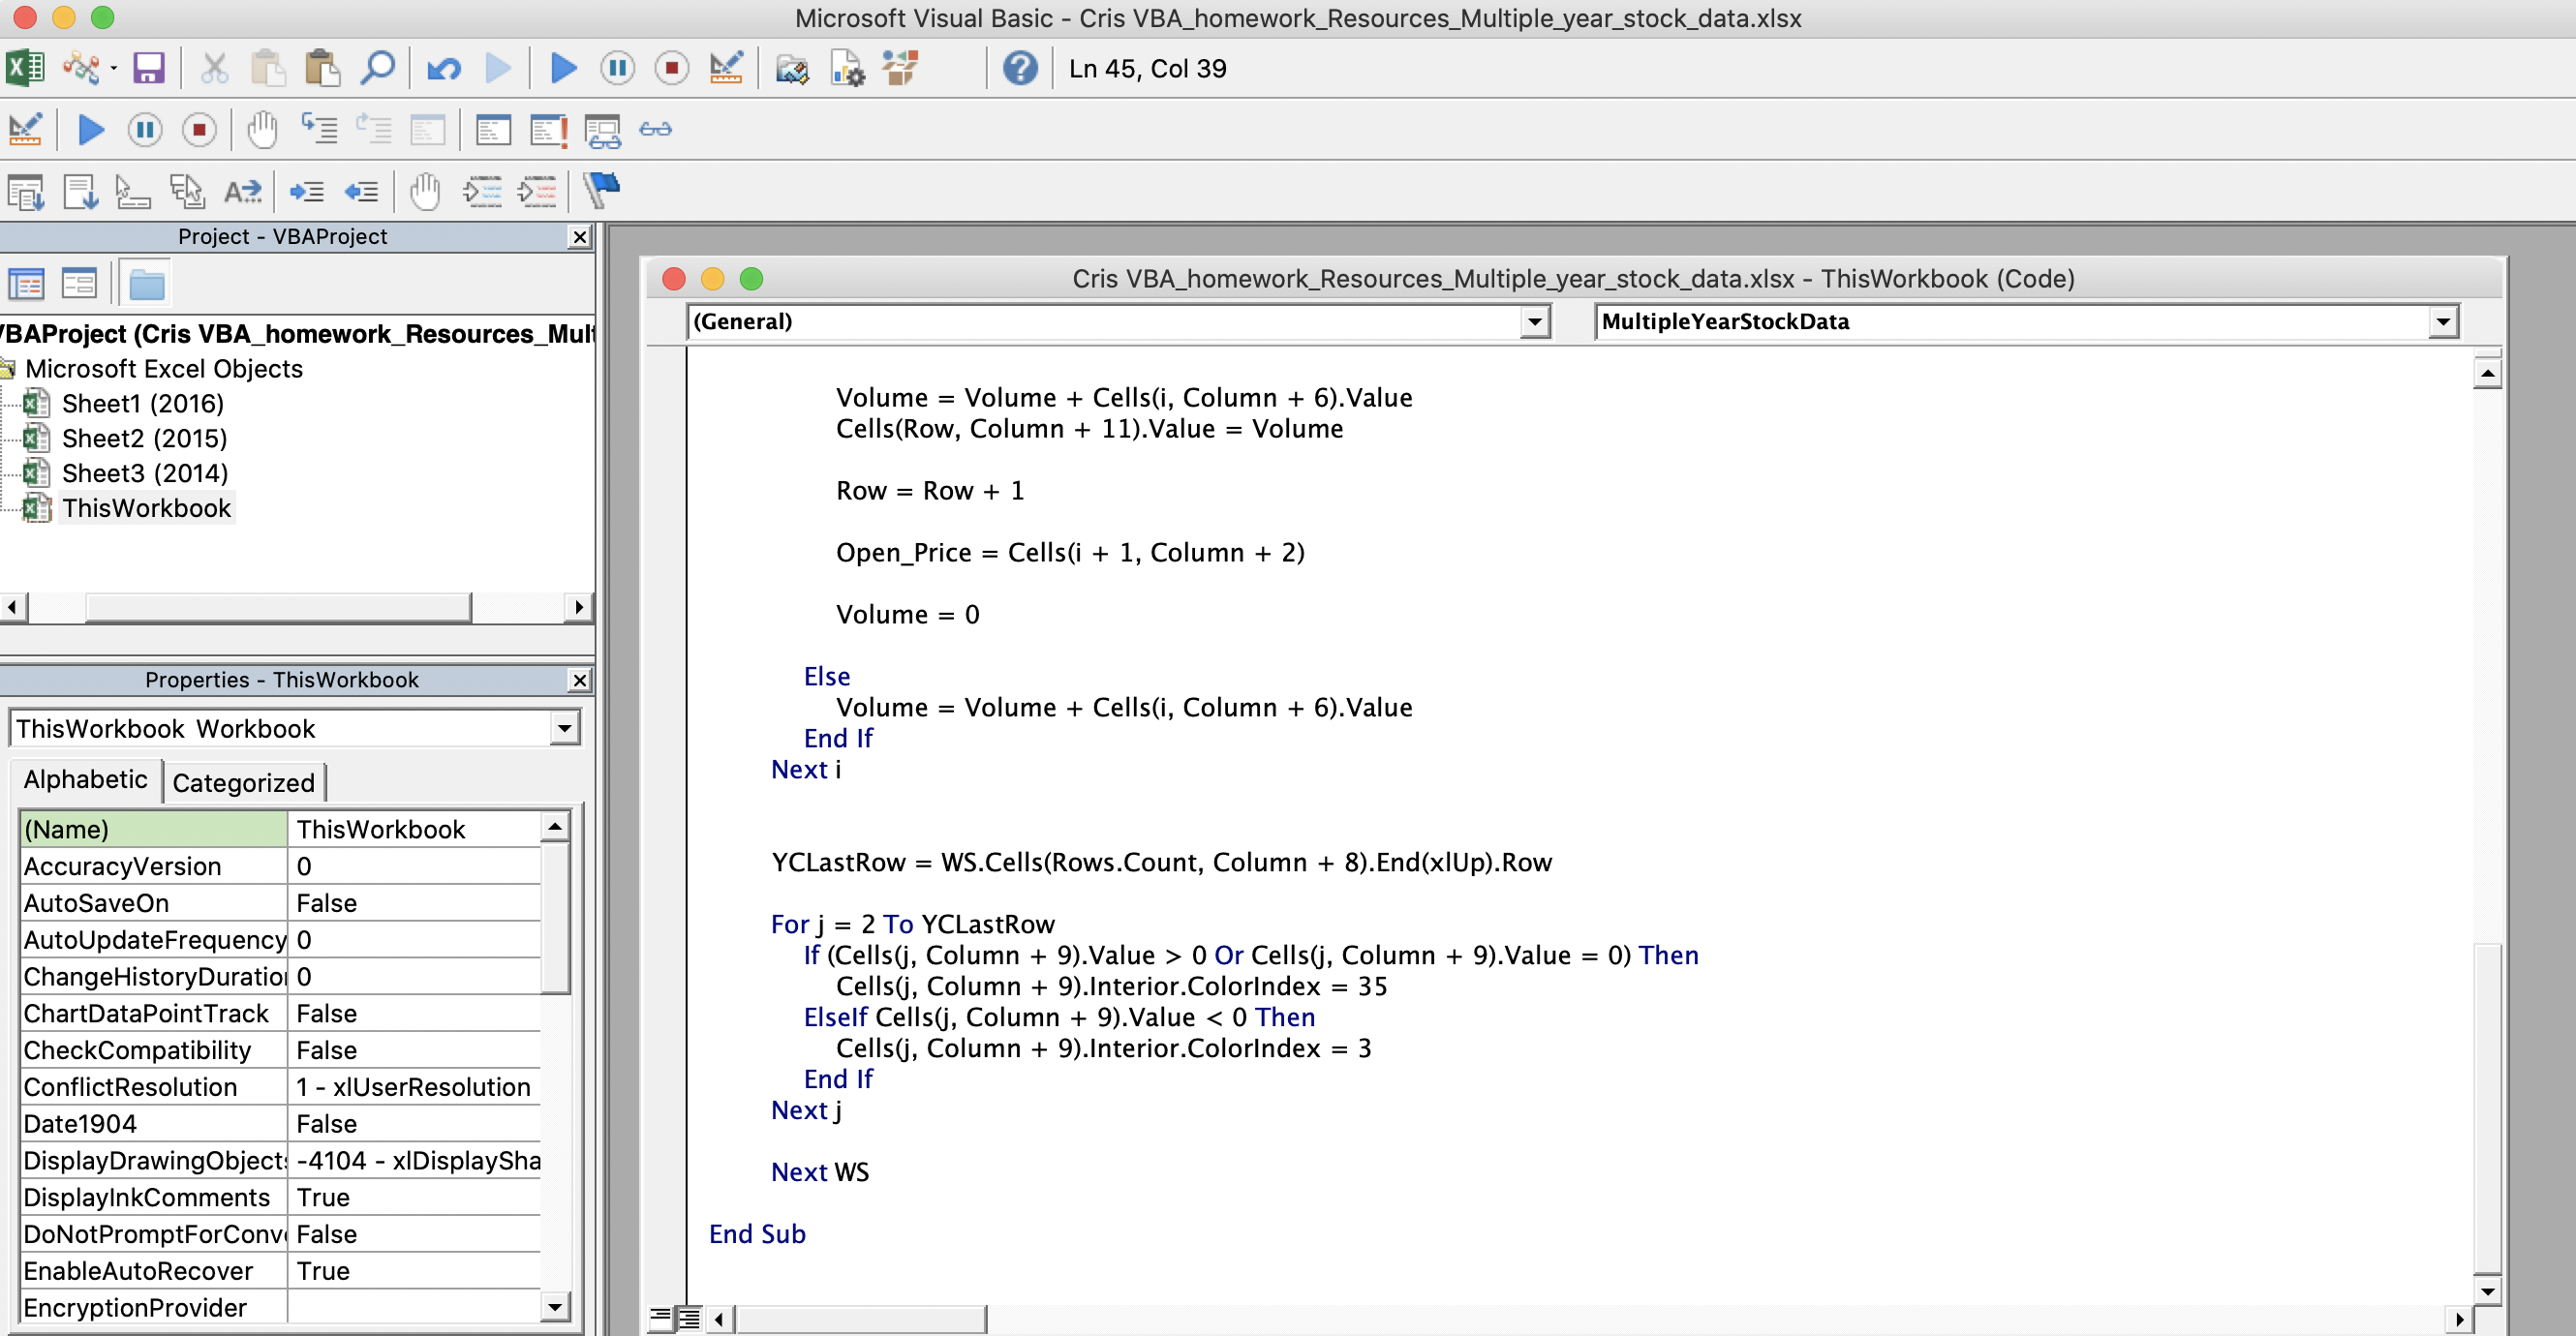 Microsoft Visual Basic - Cris VBA_homework_Resources_Multiple_year_stock_data.xlsx
Ln 45, Col 39
Project - VBAProject
VBAProject (Cris VBA_homework_Resources_Mult
Microsoft Excel Objects
Sheet1 (2016)
Sheet2 (2015)
Sheet3 (2014)
ThisWorkbook
Properties - ThisWorkbook
ThisWorkbook Workbook
Alphabetic
Categorized
(Name) ThisWorkbook
AccuracyVersion 0
AutoSaveOn False
AutoUpdateFrequency 0
ChangeHistoryDuration 0
ChartDataPointTrack False
CheckCompatibility False
ConflictResolution 1 - xlUserResolution
Date1904 False
DisplayDrawingObjects -4104 - xlDisplaySha
DisplayInkComments True
DoNotPromptForConv False
EnableAutoRecover True
EncryptionProvider
Cris VBA_homework_Resources_Multiple_year_stock_data.xlsx - ThisWorkbook (Code)
(General)
MultipleYearStockData
Volume = Volume + Cells(i, Column + 6).Value
Cells(Row, Column + 11).Value = Volume
Row = Row + 1
Open_Price = Cells(i + 1, Column + 2)
Volume = 0
Else
Volume = Volume + Cells(i, Column + 6).Value
End If
Next i
YCLastRow = WS.Cells(Rows.Count, Column + 8).End(xlUp).Row
For j = 2 To YCLastRow
If (Cells(j, Column + 9).Value > 0 Or Cells(j, Column + 9).Value = 0) Then
Cells(j, Column + 9).Interior.ColorIndex = 35
ElseIf Cells(j, Column + 9).Value < 0 Then
Cells(j, Column + 9).Interior.ColorIndex = 3
End If
Next j
Next WS
End Sub